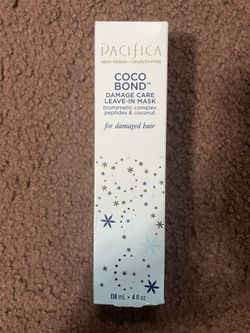 PACIFICA
100% VEGAN • CRUELTY-FREE
COCO
BOND™
DAMAGE CARE
LEAVE-IN MASK
biomimetic complex
peptides & coconut
for damaged hair
118 mL • 4 fl oz